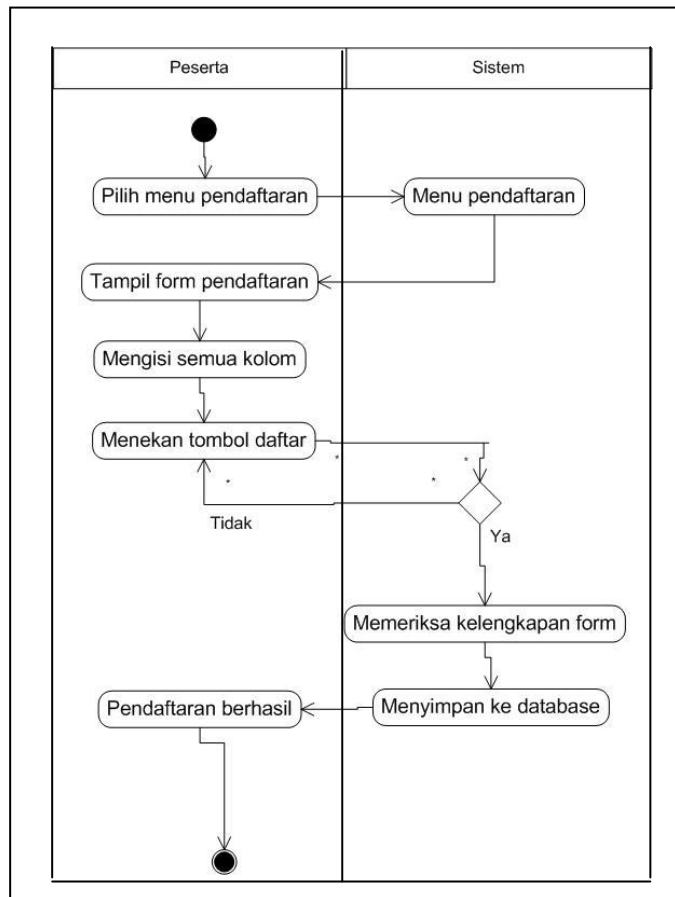 Peserta
Sistem
Pilih menu pendaftaran
Menu pendaftaran
Tampil form pendaftaran
Mengisi semua kolom
Menekan tombol daftar
*
*
*
*
Tidak
Ya
Memeriksa kelengkapan form
Pendaftaran berhasil
Menyimpan ke database